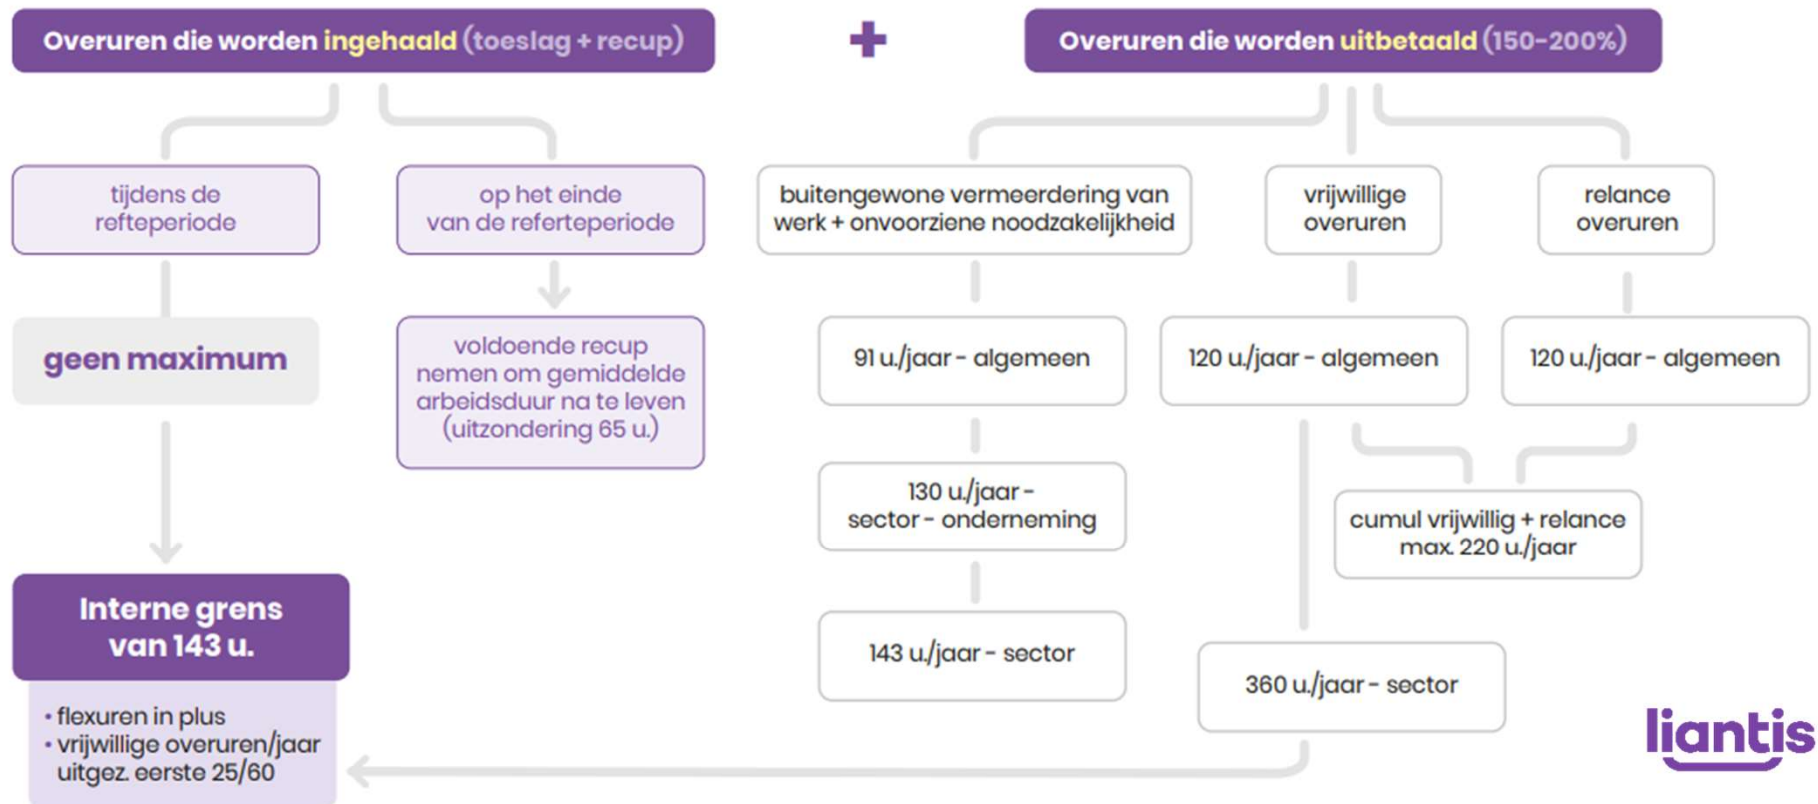 Overuren die worden ingehaald (toeslag + recup)
+
Overuren die worden uitbetaald (150-200%)
tijdens de
refteperiode
op het einde
van de referteperiode
buitengewone vermeerdering van
werk + onvoorziene noodzakelijkheid
vrijwillige
overuren
relance
overuren
geen maximum
voldoende recup
nemen om gemiddelde
arbeidsduur na te leven
(uitzondering 65 u.)
91 u./jaar - algemeen
120 u./jaar - algemeen
120 u./jaar - algemeen
130 u./jaar -
sector - onderneming
cumul vrijwillig + relance
max. 220 u./jaar
Interne grens
van 143 u.
143 u./jaar - sector
360 u./jaar - sector
• flexuren in plus
• vrijwillige overuren/jaar
uitgez. eerste 25/60
liantis